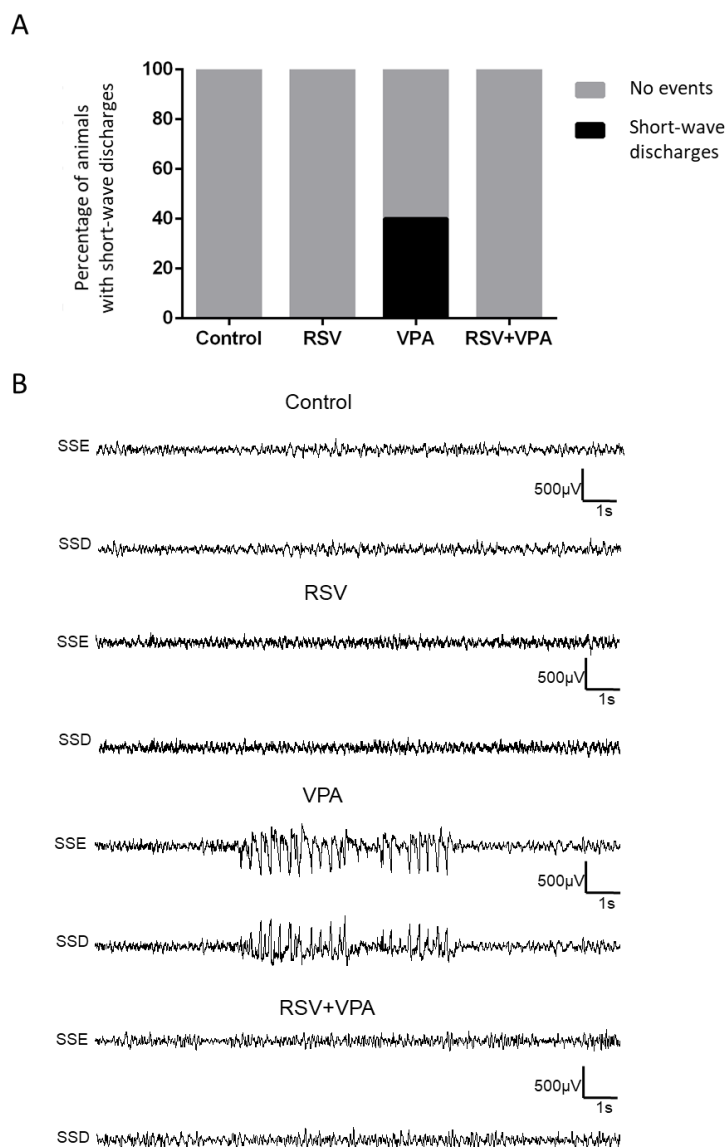 A
Percentage of animals
with short-wave discharges
100
80
60
40
20
0
Control RSV VPA RSV+VPA
No events
Short-wave
discharges
B
Control
SSE
500µV
1s
SSD
RSV
SSE
500µV
1s
SSD
VPA
SSE
500µV
1s
SSD
RSV+VPA
SSE
500µV
1s
SSD